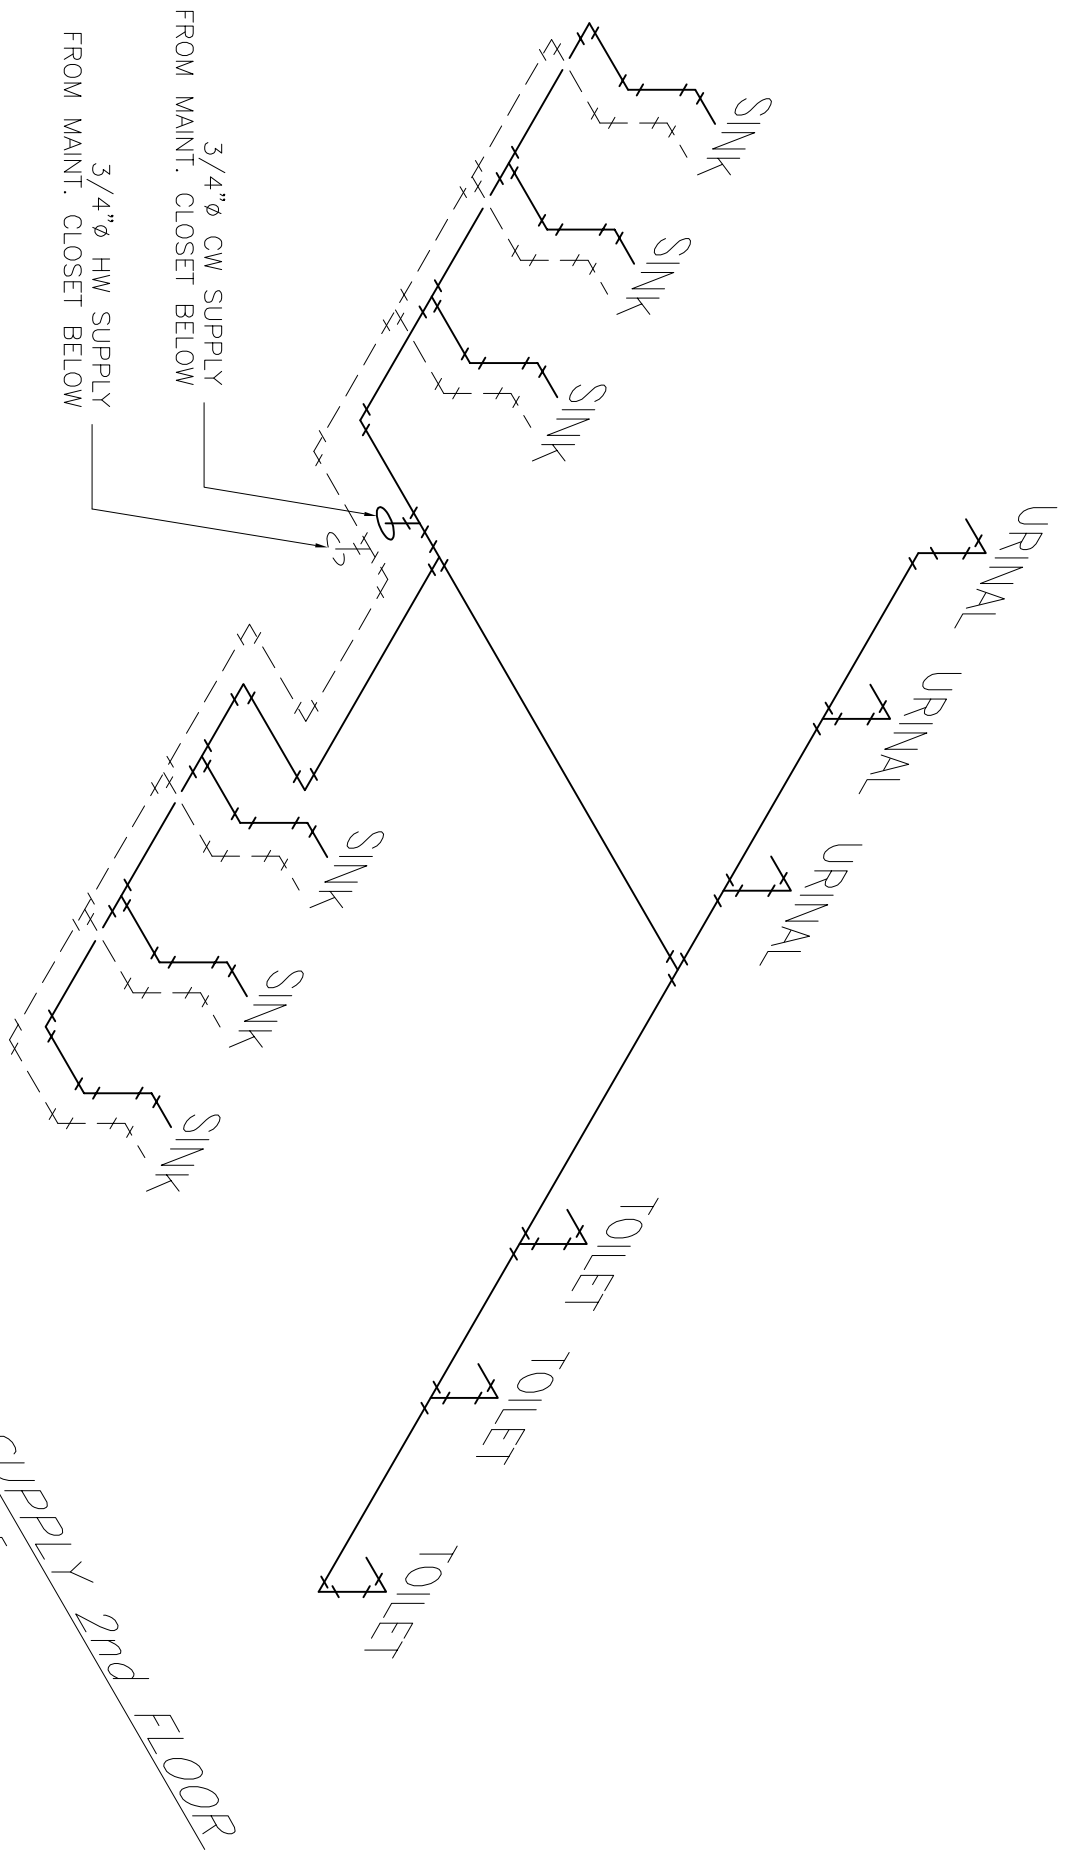 URINAL
URINAL
URINAL
SINK
SINK
SINK
TOILET
TOILET
TOILET
SINK
SINK
SINK
3/4"ø CW SUPPLY
FROM MAINT. CLOSET BELOW
3/4"ø HW SUPPLY
FROM MAINT. CLOSET BELOW
SUPPLY 2nd FLOOR